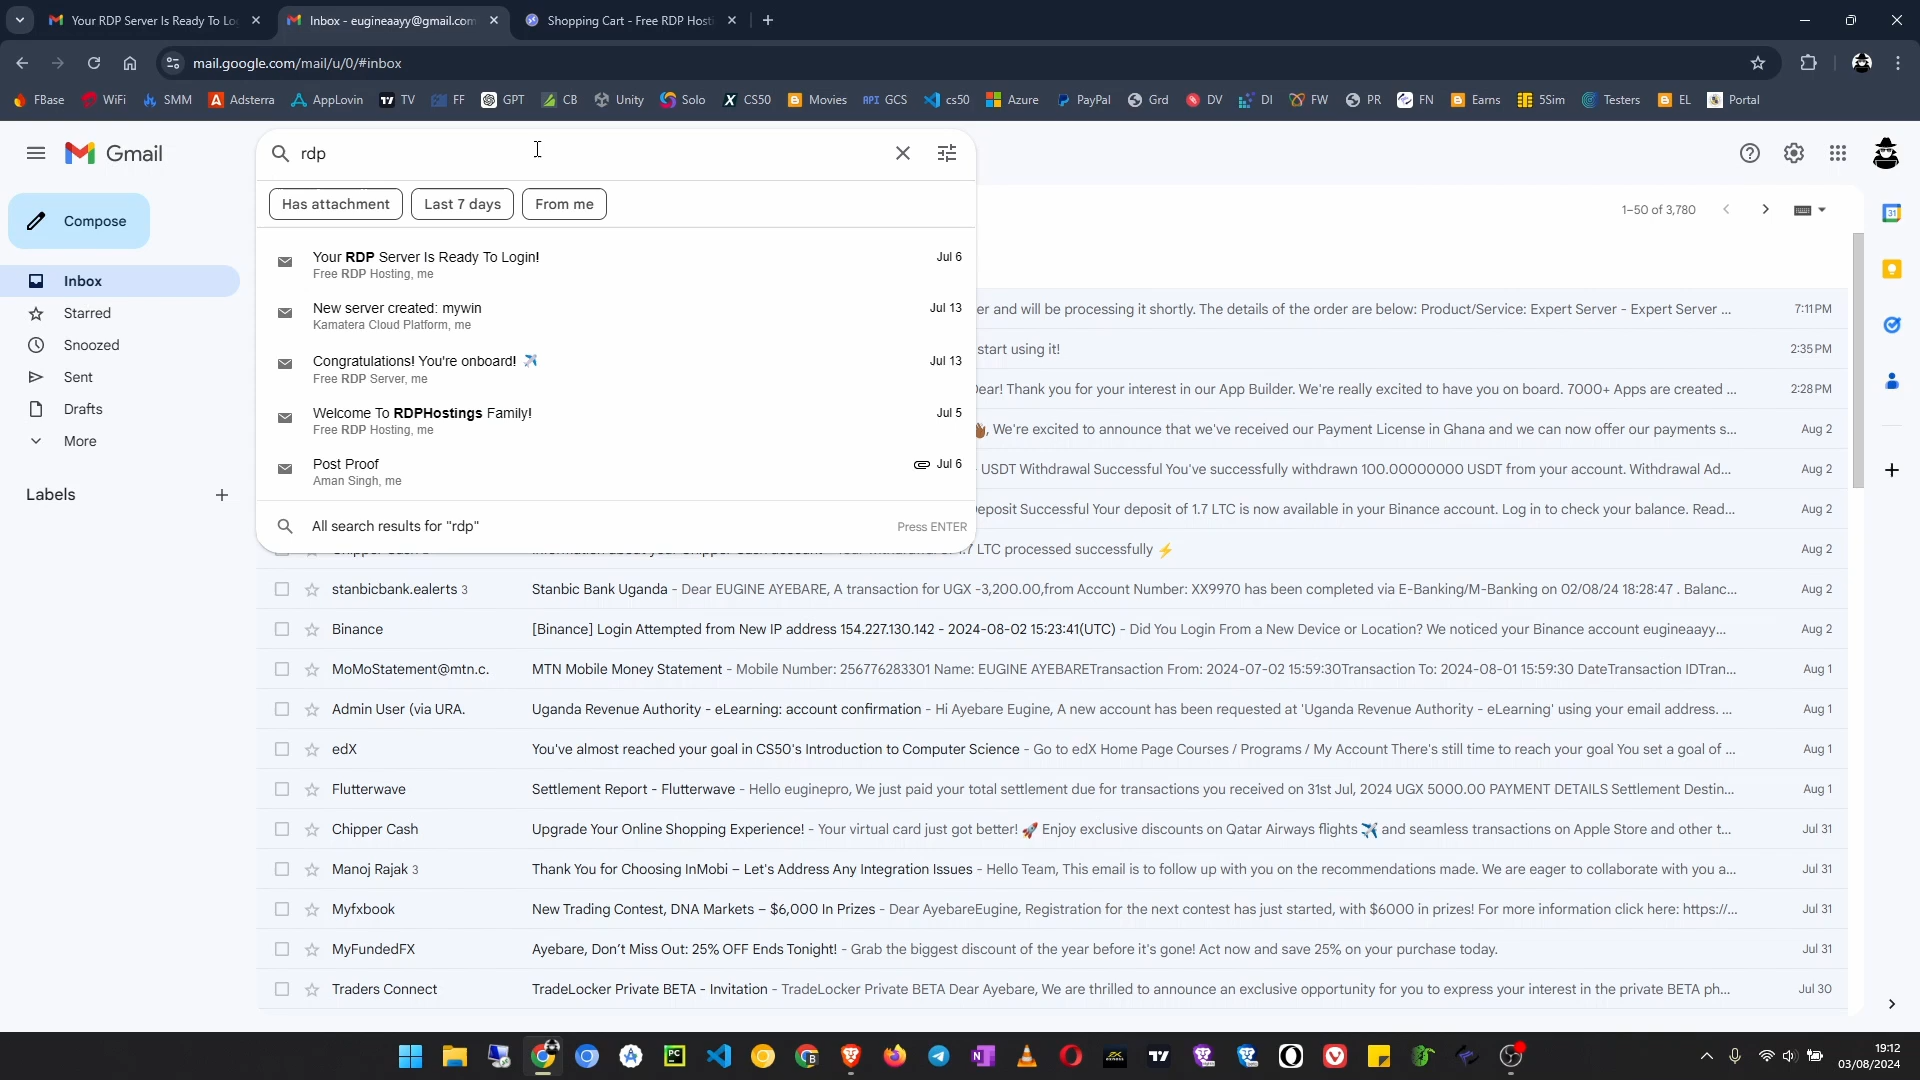 Your RDP Server Is Ready To Lo
Inbox - eugineaayy@gmail.com
Shopping Cart - Free RDP Hosti
mail.google.com/mail/u/0/#inbox
FBase
WiFi
SMM
Adsterra
AppLovin
TV
FF
GPT
CB
Unity
Solo
CS50
Movies
GCS
cs50
Azure
PayPal
Grd
DV
DI
FW
PR
FN
Earns
5Sim
Testers
EL
Portal
Gmail
rdp
Compose
Has attachment
Last 7 days
From me
1–50 of 3,780
Your RDP Server Is Ready To Login!
Jul 6
Free RDP Hosting, me
Inbox
New server created: mywin
Jul 13
Kamatera Cloud Platform, me
er and will be processing it shortly. The details of the order are below: Product/Service: Expert Server - Expert Server ...
7:11 PM
Starred
Snoozed
start using it!
2:35 PM
Congratulations! You're onboard! ✈️
Jul 13
Free RDP Server, me
Sent
Dear! Thank you for your interest in our App Builder. We're really excited to have you on board. 7000+ Apps are created ...
2:28 PM
Drafts
Welcome To RDPHostings Family!
Jul 5
Free RDP Hosting, me
, We're excited to announce that we've received our Payment License in Ghana and we can now offer our payments s...
Aug 2
More
Post Proof
Jul 6
Aman Singh, me
USDT Withdrawal Successful You've successfully withdrawn 100.00000000 USDT from your account. Withdrawal Ad...
Aug 2
Labels
eposit Successful Your deposit of 1.7 LTC is now available in your Binance account. Log in to check your balance. Read...
Aug 2
All search results for "rdp"
Press ENTER
LTC processed successfully ⚡
Aug 2
stanbicbank.ealerts 3
Stanbic Bank Uganda - Dear EUGINE AYEBARE, A transaction for UGX -3,200.00,from Account Number: XX9970 has been completed via E-Banking/M-Banking on 02/08/24 18:28:47 . Balanc...
Aug 2
Binance
[Binance] Login Attempted from New IP address 154.227.130.142 - 2024-08-02 15:23:41(UTC) - Did You Login From a New Device or Location? We noticed your Binance account eugineaayy...
Aug 2
MoMoStatement@mtn.c.
MTN Mobile Money Statement - Mobile Number: 256776283301 Name: EUGINE AYEBARETransaction From: 2024-07-02 15:59:30Transaction To: 2024-08-01 15:59:30 DateTransaction IDTran...
Aug 1
Admin User (via URA.
Uganda Revenue Authority - eLearning: account confirmation - Hi Ayebare Eugine, A new account has been requested at 'Uganda Revenue Authority - eLearning' using your email address. ...
Aug 1
edX
You've almost reached your goal in CS50's Introduction to Computer Science - Go to edX Home Page Courses / Programs / My Account There's still time to reach your goal You set a goal of ...
Aug 1
Flutterwave
Settlement Report - Flutterwave - Hello euginepro, We just paid your total settlement due for transactions you received on 31st Jul, 2024 UGX 5000.00 PAYMENT DETAILS Settlement Destin...
Aug 1
Chipper Cash
Upgrade Your Online Shopping Experience! - Your virtual card just got better! 🚀 Enjoy exclusive discounts on Qatar Airways flights ✈️ and seamless transactions on Apple Store and other t...
Jul 31
Manoj Rajak 3
Thank You for Choosing InMobi – Let's Address Any Integration Issues - Hello Team, This email is to follow up with you on the recommendations made. We are eager to collaborate with you a...
Jul 31
Myfxbook
New Trading Contest, DNA Markets – $6,000 In Prizes - Dear AyebareEugine, Registration for the next contest has just started, with $6000 in prizes! For more information click here: https://...
Jul 31
MyFundedFX
Ayebare, Don't Miss Out: 25% OFF Ends Tonight! - Grab the biggest discount of the year before it's gone! Act now and save 25% on your purchase today.
Jul 31
Traders Connect
TradeLocker Private BETA - Invitation - TradeLocker Private BETA Dear Ayebare, We are thrilled to announce an exclusive opportunity for you to express your interest in the private BETA ph...
Jul 30
19:12
03/08/2024